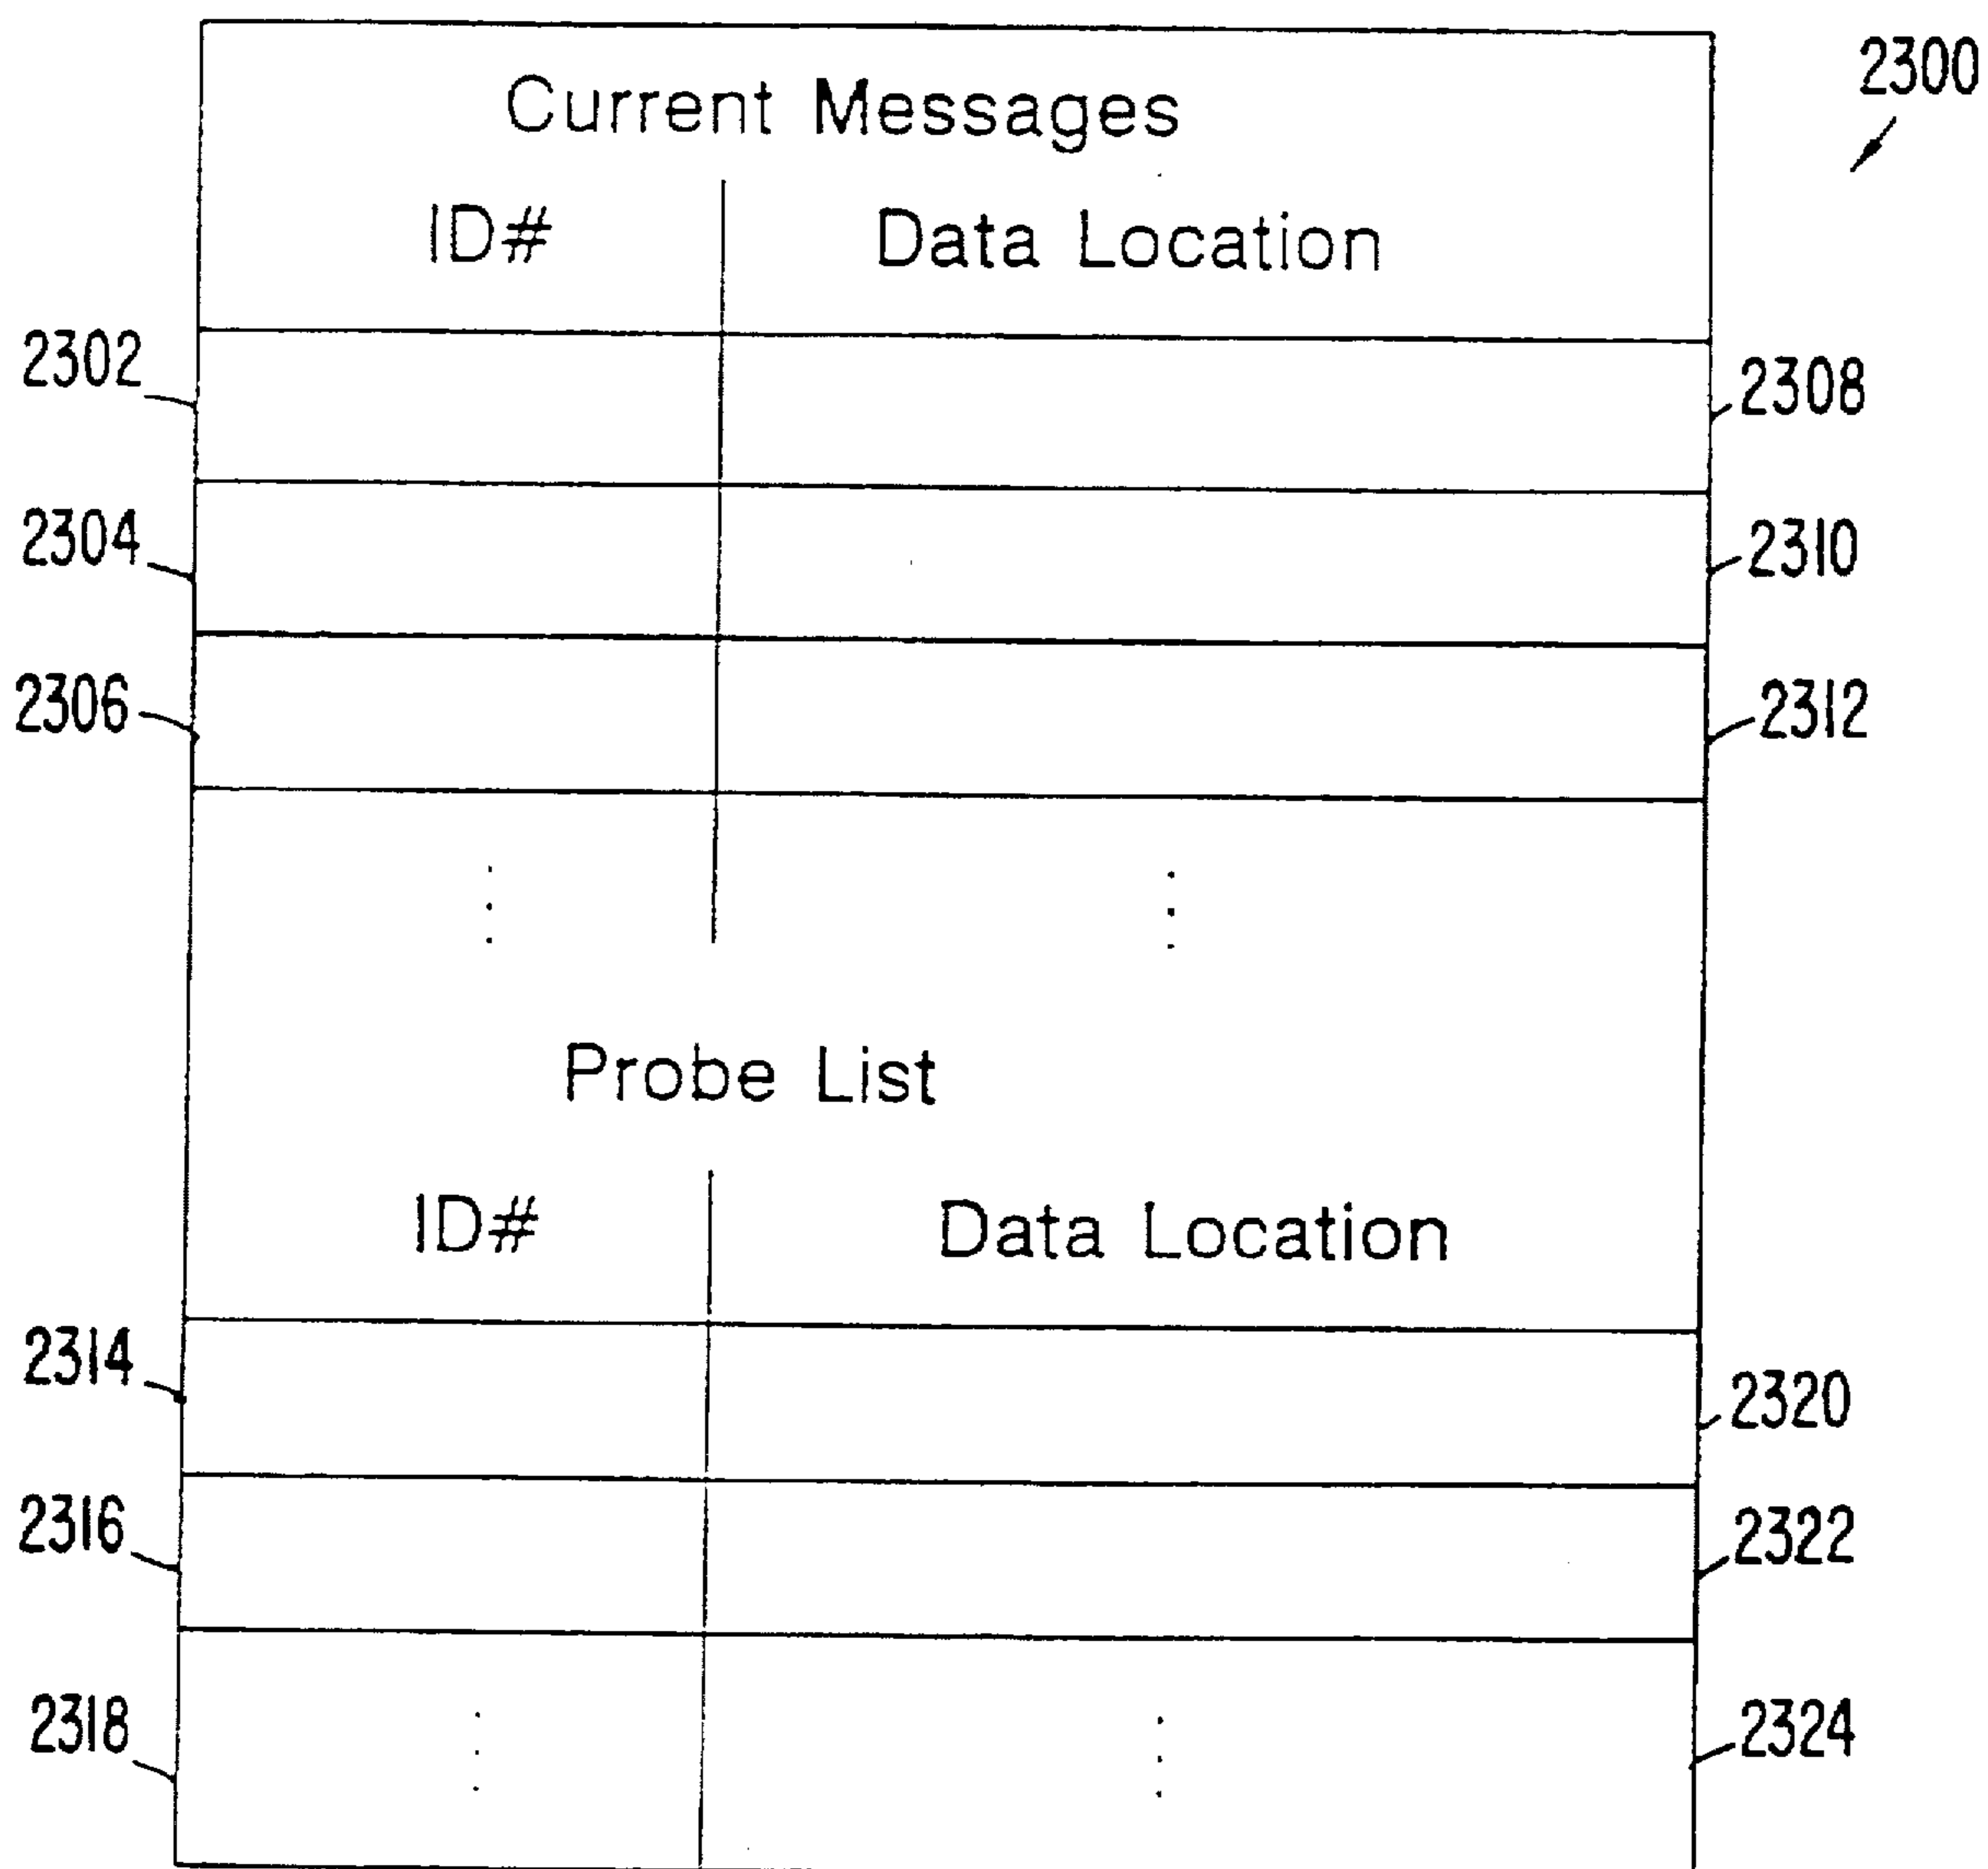 2300
Current Messages
ID# Data Location
2302 2308
2304 2310
2306 2312
Probe List
ID# Data Location
2314 2320
2316 2322
2318 2324